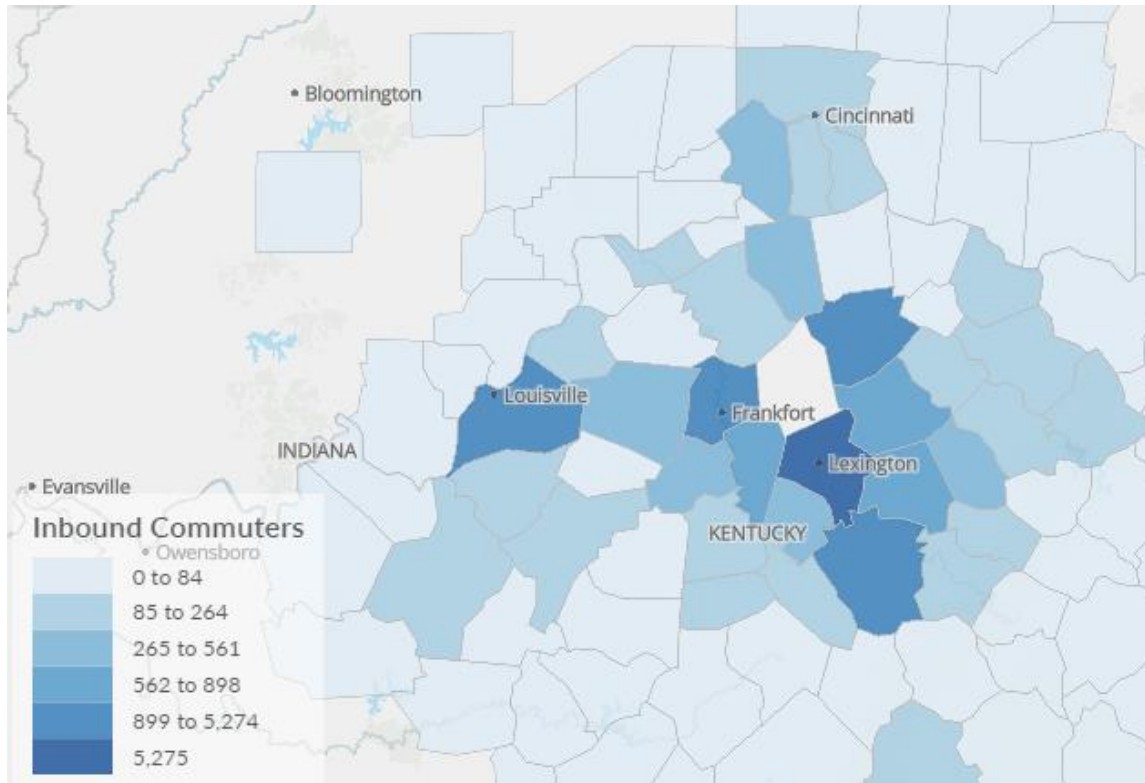 Bloomington
Cincinnati
Louisville
Frankfort
INDIANA
Lexington
Evansville
Inbound Commuters
KENTUCKY
Owensboro
0 to 84
85 to 264
265 to 561
562 to 898
899 to 5,274
5,275